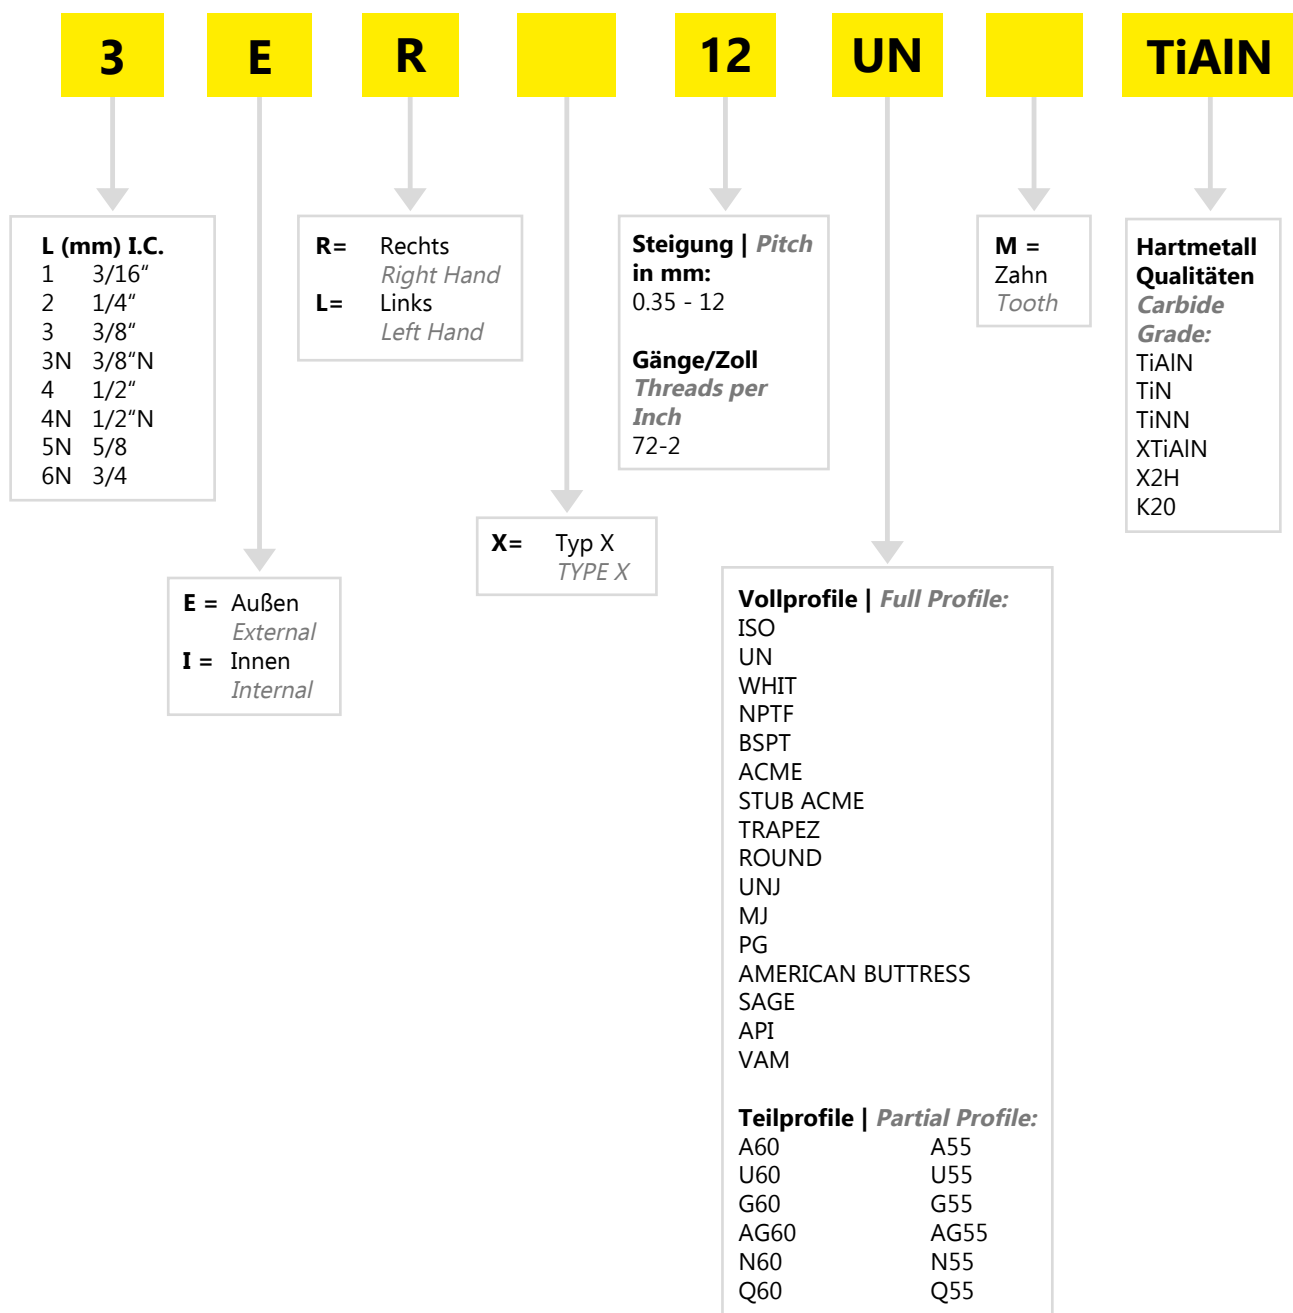 3 E R 12 UN TiAlN
L (mm) I.C.
1 3/16“
2 1/4“
3 3/8“
3N 3/8“N
4 1/2“
4N 1/2“N
5N 5/8
6N 3/4
E = Außen
External
I = Innen
Internal
R= Rechts
Right Hand
L= Links
Left Hand
X= Typ X
TYPE X
Steigung | Pitch
in mm:
0.35 - 12
Gänge/Zoll
Threads per
Inch
72-2
Vollprofile | Full Profile:
ISO
UN
WHIT
NPTF
BSPT
ACME
STUB ACME
TRAPEZ
ROUND
UNJ
MJ
PG
AMERICAN BUTTRESS
SAGE
API
VAM
Teilprofile | Partial Profile:
A60 A55
U60 U55
G60 G55
AG60 AG55
N60 N55
Q60 Q55
M =
Zahn
Tooth
Hartmetall
Qualitäten
Carbide
Grade:
TiAlN
TiN
TiNN
XTiAlN
X2H
K20